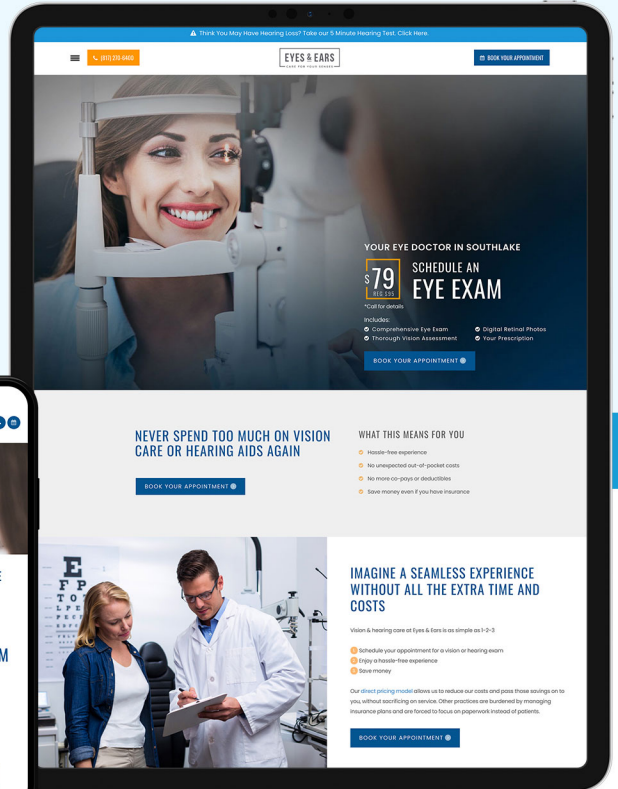 Think You May Have Hearing Loss? Take our 5 Minute Hearing Test. Click Here.
EYES & EARS
CARE FOR YOUR SENSES
BOOK YOUR APPOINTMENT
YOUR EYE DOCTOR IN SOUTHLAKE
$79
REG $95
SCHEDULE AN
EYE EXAM
*Call for details
Includes:
Comprehensive Eye Exam
Digital Retinal Photos
Thorough Vision Assessment
Your Prescription
BOOK YOUR APPOINTMENT
NEVER SPEND TOO MUCH ON VISION
CARE OR HEARING AIDS AGAIN
BOOK YOUR APPOINTMENT
WHAT THIS MEANS FOR YOU
Hassle-free experience
No unexpected out-of-pocket costs
No more co-pays or deductibles
Save money even if you have insurance
E
F P
T O
L P E
IMAGINE A SEAMLESS EXPERIENCE
WITHOUT ALL THE EXTRA TIME AND
COSTS
Vision & hearing care at Eyes & Ears is as simple as 1-2-3
Schedule your appointment for a vision or hearing exam
Enjoy a hassle-free experience
Save money
Our direct pricing model allows us to reduce our costs and pass those savings on to
you, without sacrificing on service. Other practices are burdened by managing
insurance plans and are forced to focus on paperwork instead of patients.
BOOK YOUR APPOINTMENT